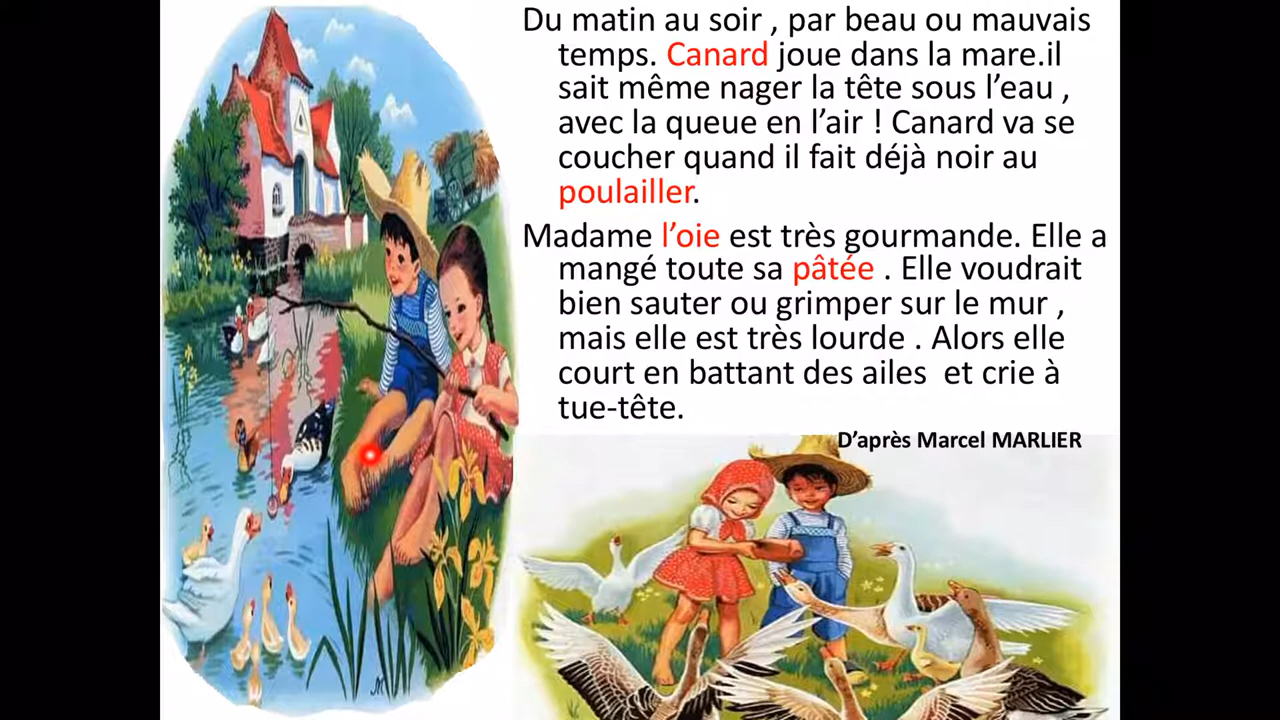 Du matin au soir , par beau ou mauvais
temps. Canard joue dans la mare.il
sait même nager la tête sous l’eau ,
avec la queue en l’air ! Canard va se
coucher quand il fait déjà noir au
poulailler.
Madame l’oie est très gourmande. Elle a
mangé toute sa pâtée . Elle voudrait
bien sauter ou grimper sur le mur ,
mais elle est très lourde . Alors elle
court en battant des ailes et crie à
tue-tête.
D’après Marcel MARLIER